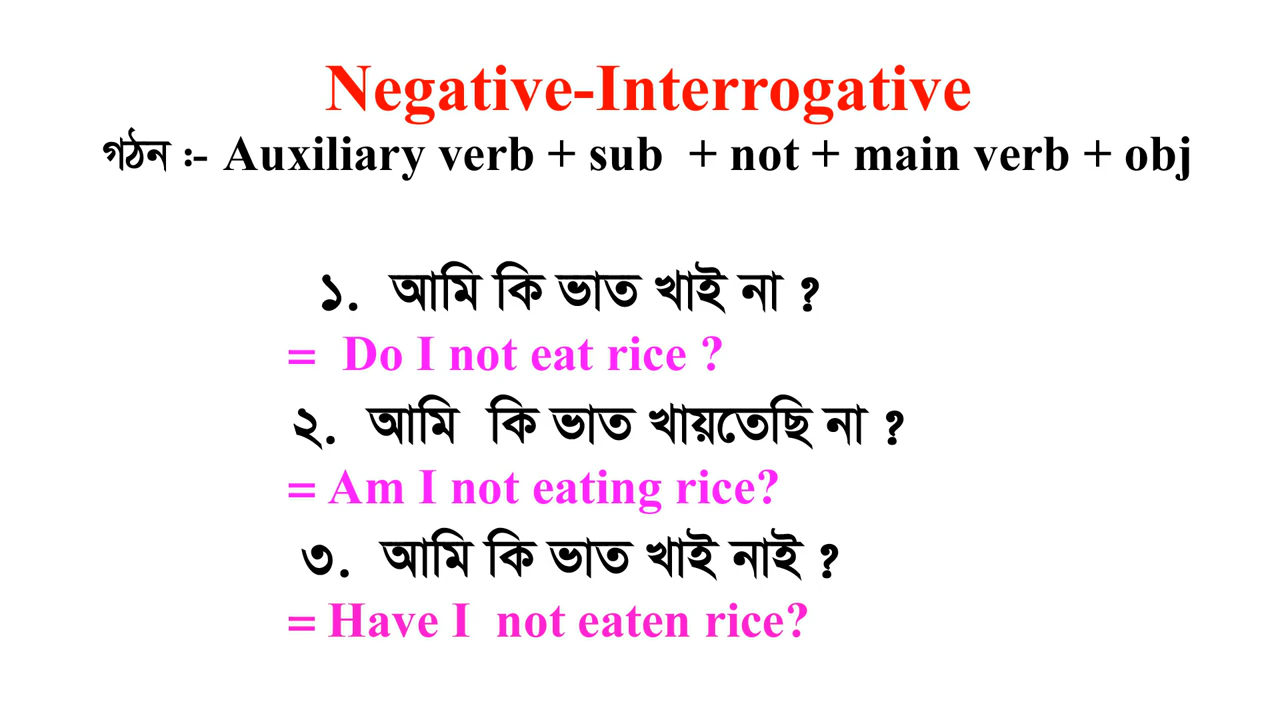 Negative-Interrogative
গঠন ঃ- Auxiliary verb + sub + not + main verb + obj
১. আমি কি ভাত খাই না ?
= Do I not eat rice ?
২. আমি কি ভাত খায়তেছি না ?
= Am I not eating rice?
৩. আমি কি ভাত খাই নাই ?
= Have I not eaten rice?